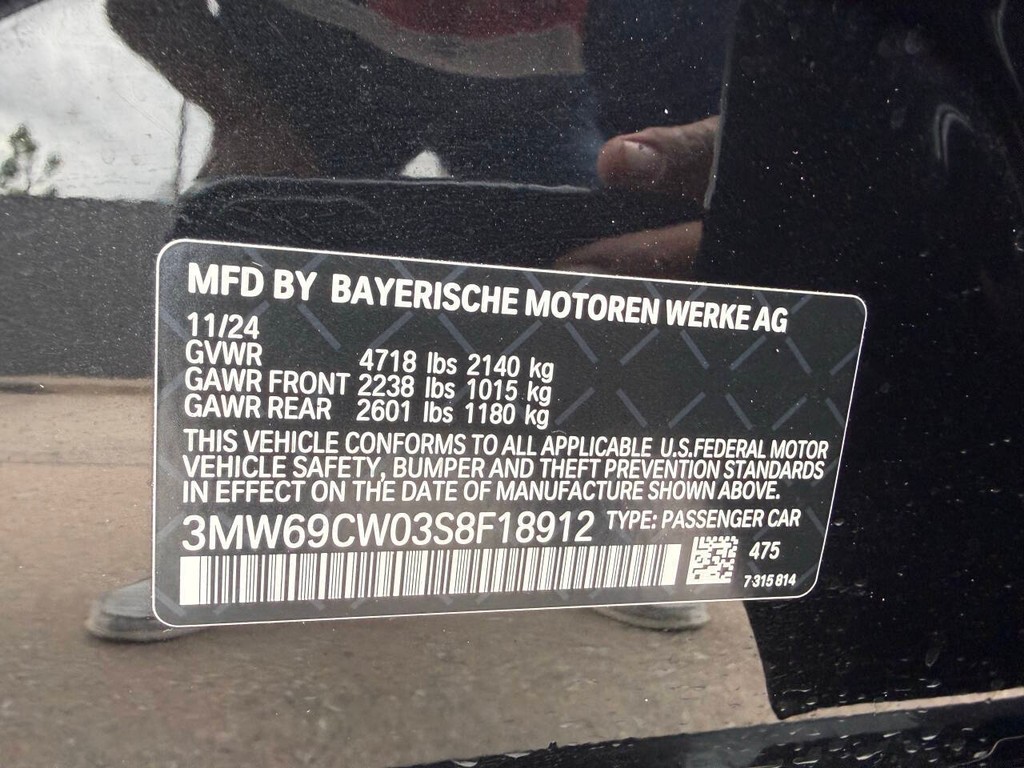 MFD BY BAYERISCHE MOTOREN WERKE AG
11/24
GVWR 4718 lbs 2140 kg
GAWR FRONT 2238 lbs 1015 kg
GAWR REAR 2601 lbs 1180 kg
THIS VEHICLE CONFORMS TO ALL APPLICABLE U.S.FEDERAL MOTOR
VEHICLE SAFETY, BUMPER AND THEFT PREVENTION STANDARDS
IN EFFECT ON THE DATE OF MANUFACTURE SHOWN ABOVE.
3MW69CW03S8F18912 TYPE: PASSENGER CAR
475
7 315 814